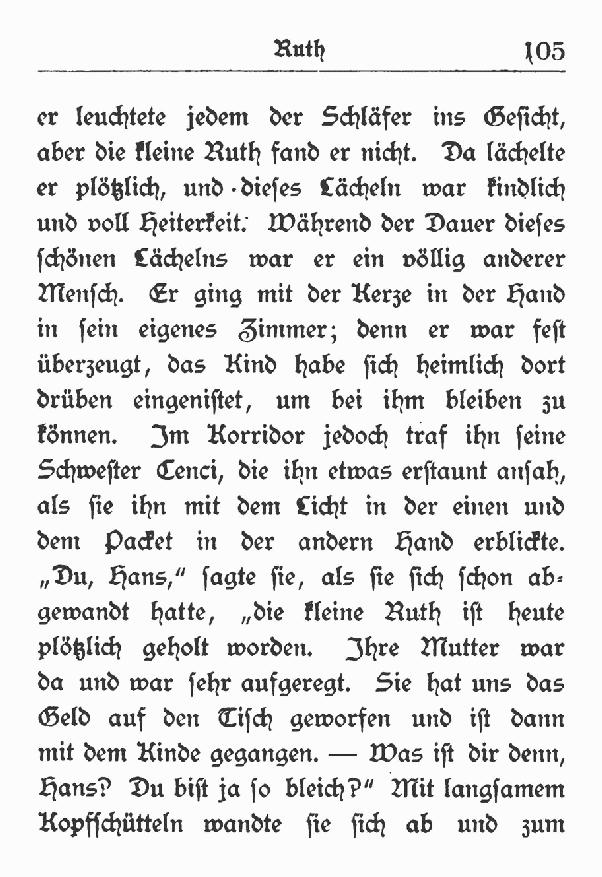 Ruth 105
er leuchtete jedem der Schläfer ins Gesicht,
aber die kleine Ruth fand er nicht. Da lächelte
er plötzlich, und dieses Lächeln war kindlich
und voll Heiterkeit. Während der Dauer dieses
schönen Lächelns war er ein völlig anderer
Mensch. Er ging mit der Kerze in der Hand
in sein eigenes Zimmer; denn er war fest
überzeugt, das Kind habe sich heimlich dort
drüben eingenistet, um bei ihm bleiben zu
können. Im Korridor jedoch traf ihn seine
Schwester Cenci, die ihn etwas erstaunt ansah,
als sie ihn mit dem Licht in der einen und
dem Packet in der andern Hand erblickte.
„Du, Hans,“ sagte sie, als sie sich schon ab-
gewandt hatte, „die kleine Ruth ist heute
plötzlich geholt worden. Ihre Mutter war
da und war sehr aufgeregt. Sie hat uns das
Geld auf den Tisch geworfen und ist dann
mit dem Kinde gegangen. — Was ist dir denn,
Hans? Du bist ja so bleich?“ Mit langsamem
Kopfschütteln wandte sie sich ab und zum